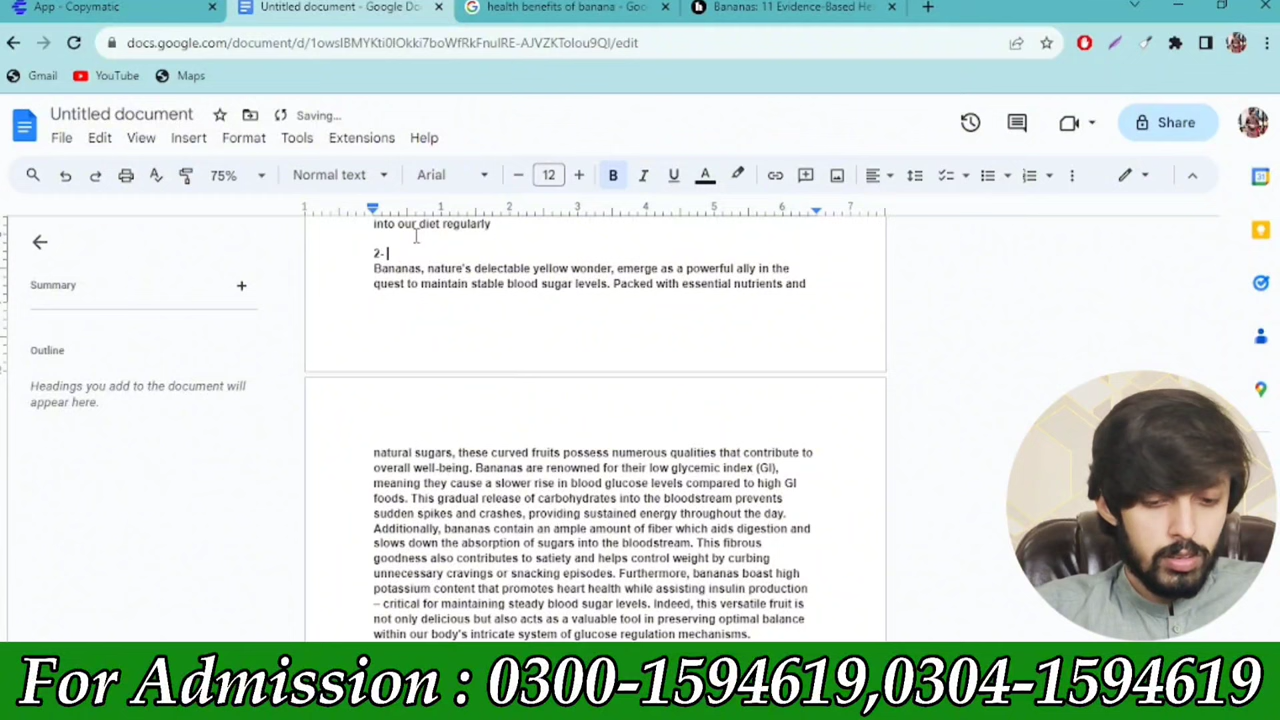 App - Copymatic
Untitled document - Google Do
health benefits of banana - Goo
Bananas: 11 Evidence-Based He
docs.google.com/document/d/1owsIBMYKti0IOkki7boWfRkFnulRE-AJVZKTolou9QI/edit
Gmail YouTube Maps
Untitled document Saving...
File Edit View Insert Format Tools Extensions Help
Share
75% Normal text Arial 12
1 1 2 3 4 5 6 7
Summary
Outline
Headings you add to the document will
appear here.
into our diet regularly
2-
Bananas, nature's delectable yellow wonder, emerge as a powerful ally in the
quest to maintain stable blood sugar levels. Packed with essential nutrients and
natural sugars, these curved fruits possess numerous qualities that contribute to
overall well-being. Bananas are renowned for their low glycemic index (GI),
meaning they cause a slower rise in blood glucose levels compared to high GI
foods. This gradual release of carbohydrates into the bloodstream prevents
sudden spikes and crashes, providing sustained energy throughout the day.
Additionally, bananas contain an ample amount of fiber which aids digestion and
slows down the absorption of sugars into the bloodstream. This fibrous
goodness also contributes to satiety and helps control weight by curbing
unnecessary cravings or snacking episodes. Furthermore, bananas boast high
potassium content that promotes heart health while assisting insulin production
– critical for maintaining steady blood sugar levels. Indeed, this versatile fruit is
not only delicious but also acts as a valuable tool in preserving optimal balance
within our body's intricate system of glucose regulation mechanisms.
For Admission : 0300-1594619,0304-1594619